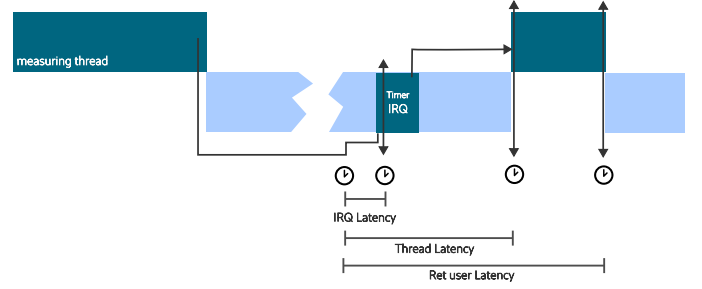 measuring thread
Timer
IRQ
IRQ Latency
Thread Latency
Ret user Latency